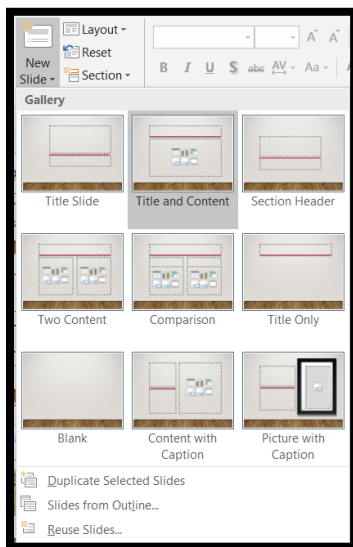 Layout
Reset
New
Slide
Section
B I U S abc AV Aa
A A
Gallery
Title Slide
Title and Content
Section Header
Two Content
Comparison
Title Only
Blank
Content with
Caption
Picture with
Caption
Duplicate Selected Slides
Slides from Outline...
Reuse Slides...